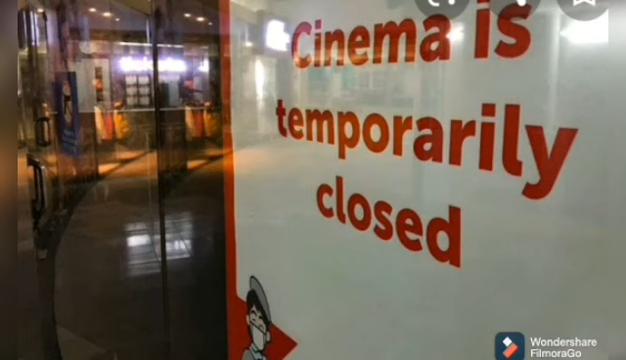 Cinema is
temporarily
closed
Wondershare
FilmoraGo